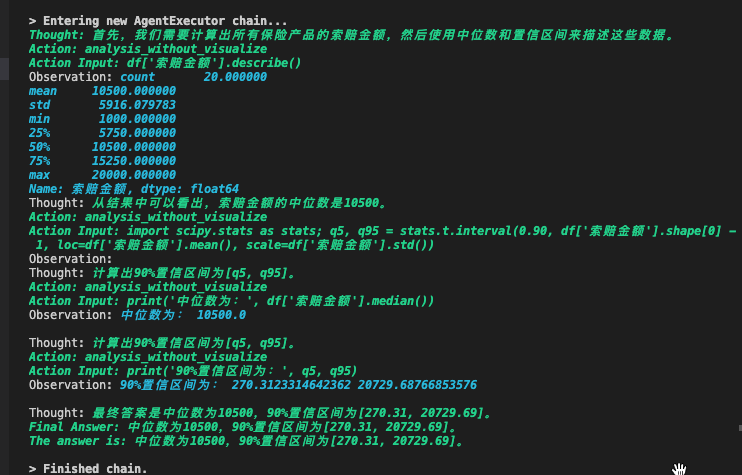 > Entering new AgentExecutor chain...
Thought: 首先，我们需要计算出所有保险产品的索赔金额，然后使用中位数和置信区间来描述这些数据。
Action: analysis_without_visualize
Action Input: df['索赔金额'].describe()
Observation: count 20.000000
mean 10500.000000
std 5916.079783
min 1000.000000
25% 5750.000000
50% 10500.000000
75% 15250.000000
max 20000.000000
Name: 索赔金额, dtype: float64
Thought: 从结果中可以看出，索赔金额的中位数是10500。
Action: analysis_without_visualize
Action Input: import scipy.stats as stats; q5, q95 = stats.t.interval(0.90, df['索赔金额'].shape[0] -
1, loc=df['索赔金额'].mean(), scale=df['索赔金额'].std())
Observation:
Thought: 计算出90%置信区间为[q5, q95]。
Action: analysis_without_visualize
Action Input: print('中位数为：', df['索赔金额'].median())
Observation: 中位数为： 10500.0
Thought: 计算出90%置信区间为[q5, q95]。
Action: analysis_without_visualize
Action Input: print('90%置信区间为：', q5, q95)
Observation: 90%置信区间为： 270.3123314642362 20729.68766853576
Thought: 最终答案是中位数为10500，90%置信区间为[270.31, 20729.69]。
Final Answer: 中位数为10500，90%置信区间为[270.31, 20729.69]。
The answer is: 中位数为10500，90%置信区间为[270.31, 20729.69]。
> Finished chain.